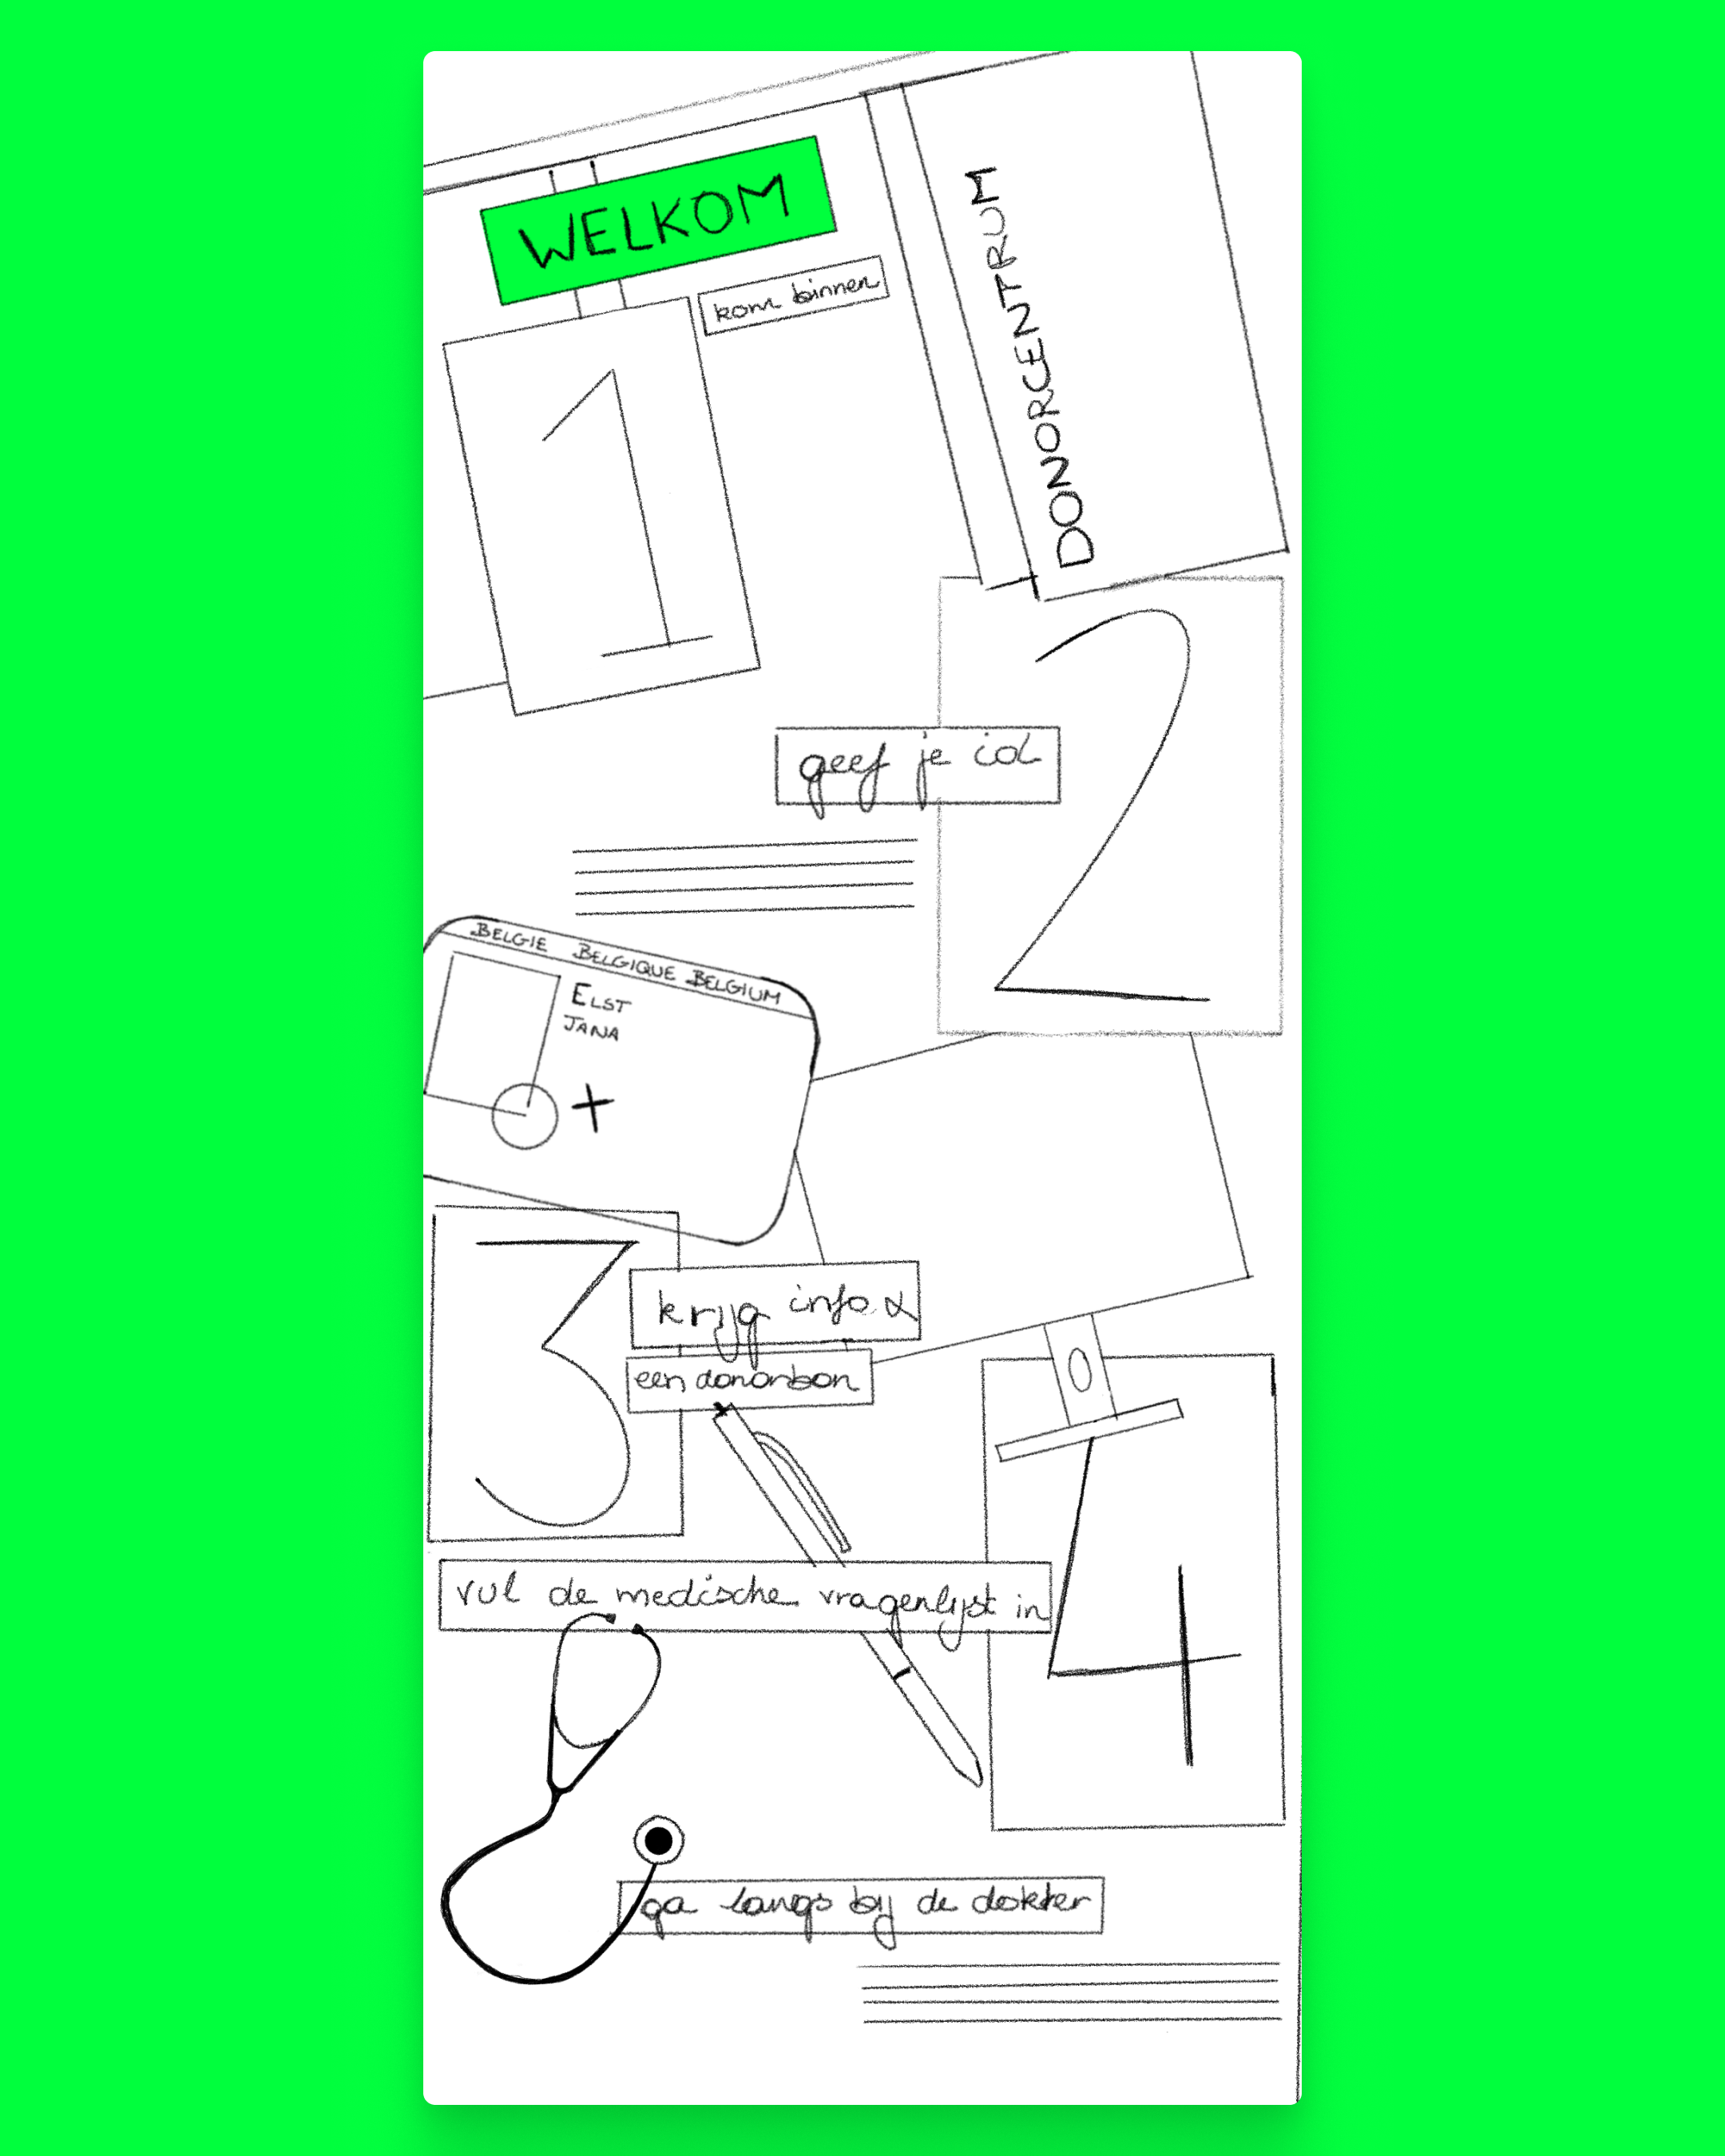 WELKOM
kom binnen
DONORCENTRUM
1
2
geef je id
BELGIE BELGIQUE BELGIUM
ELST
JANA
3
krijg info &
een donorbon
4
vul de medische vragenlijst in
ga langs bij de dokter